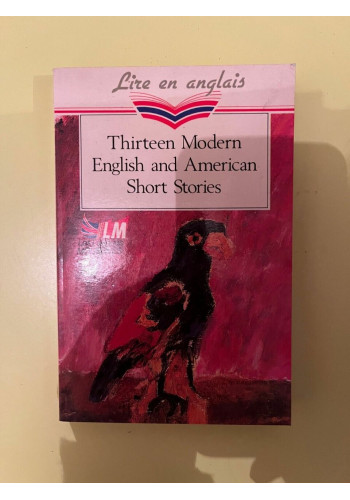 Lire en anglais
Thirteen Modern
English and American
Short Stories
LM